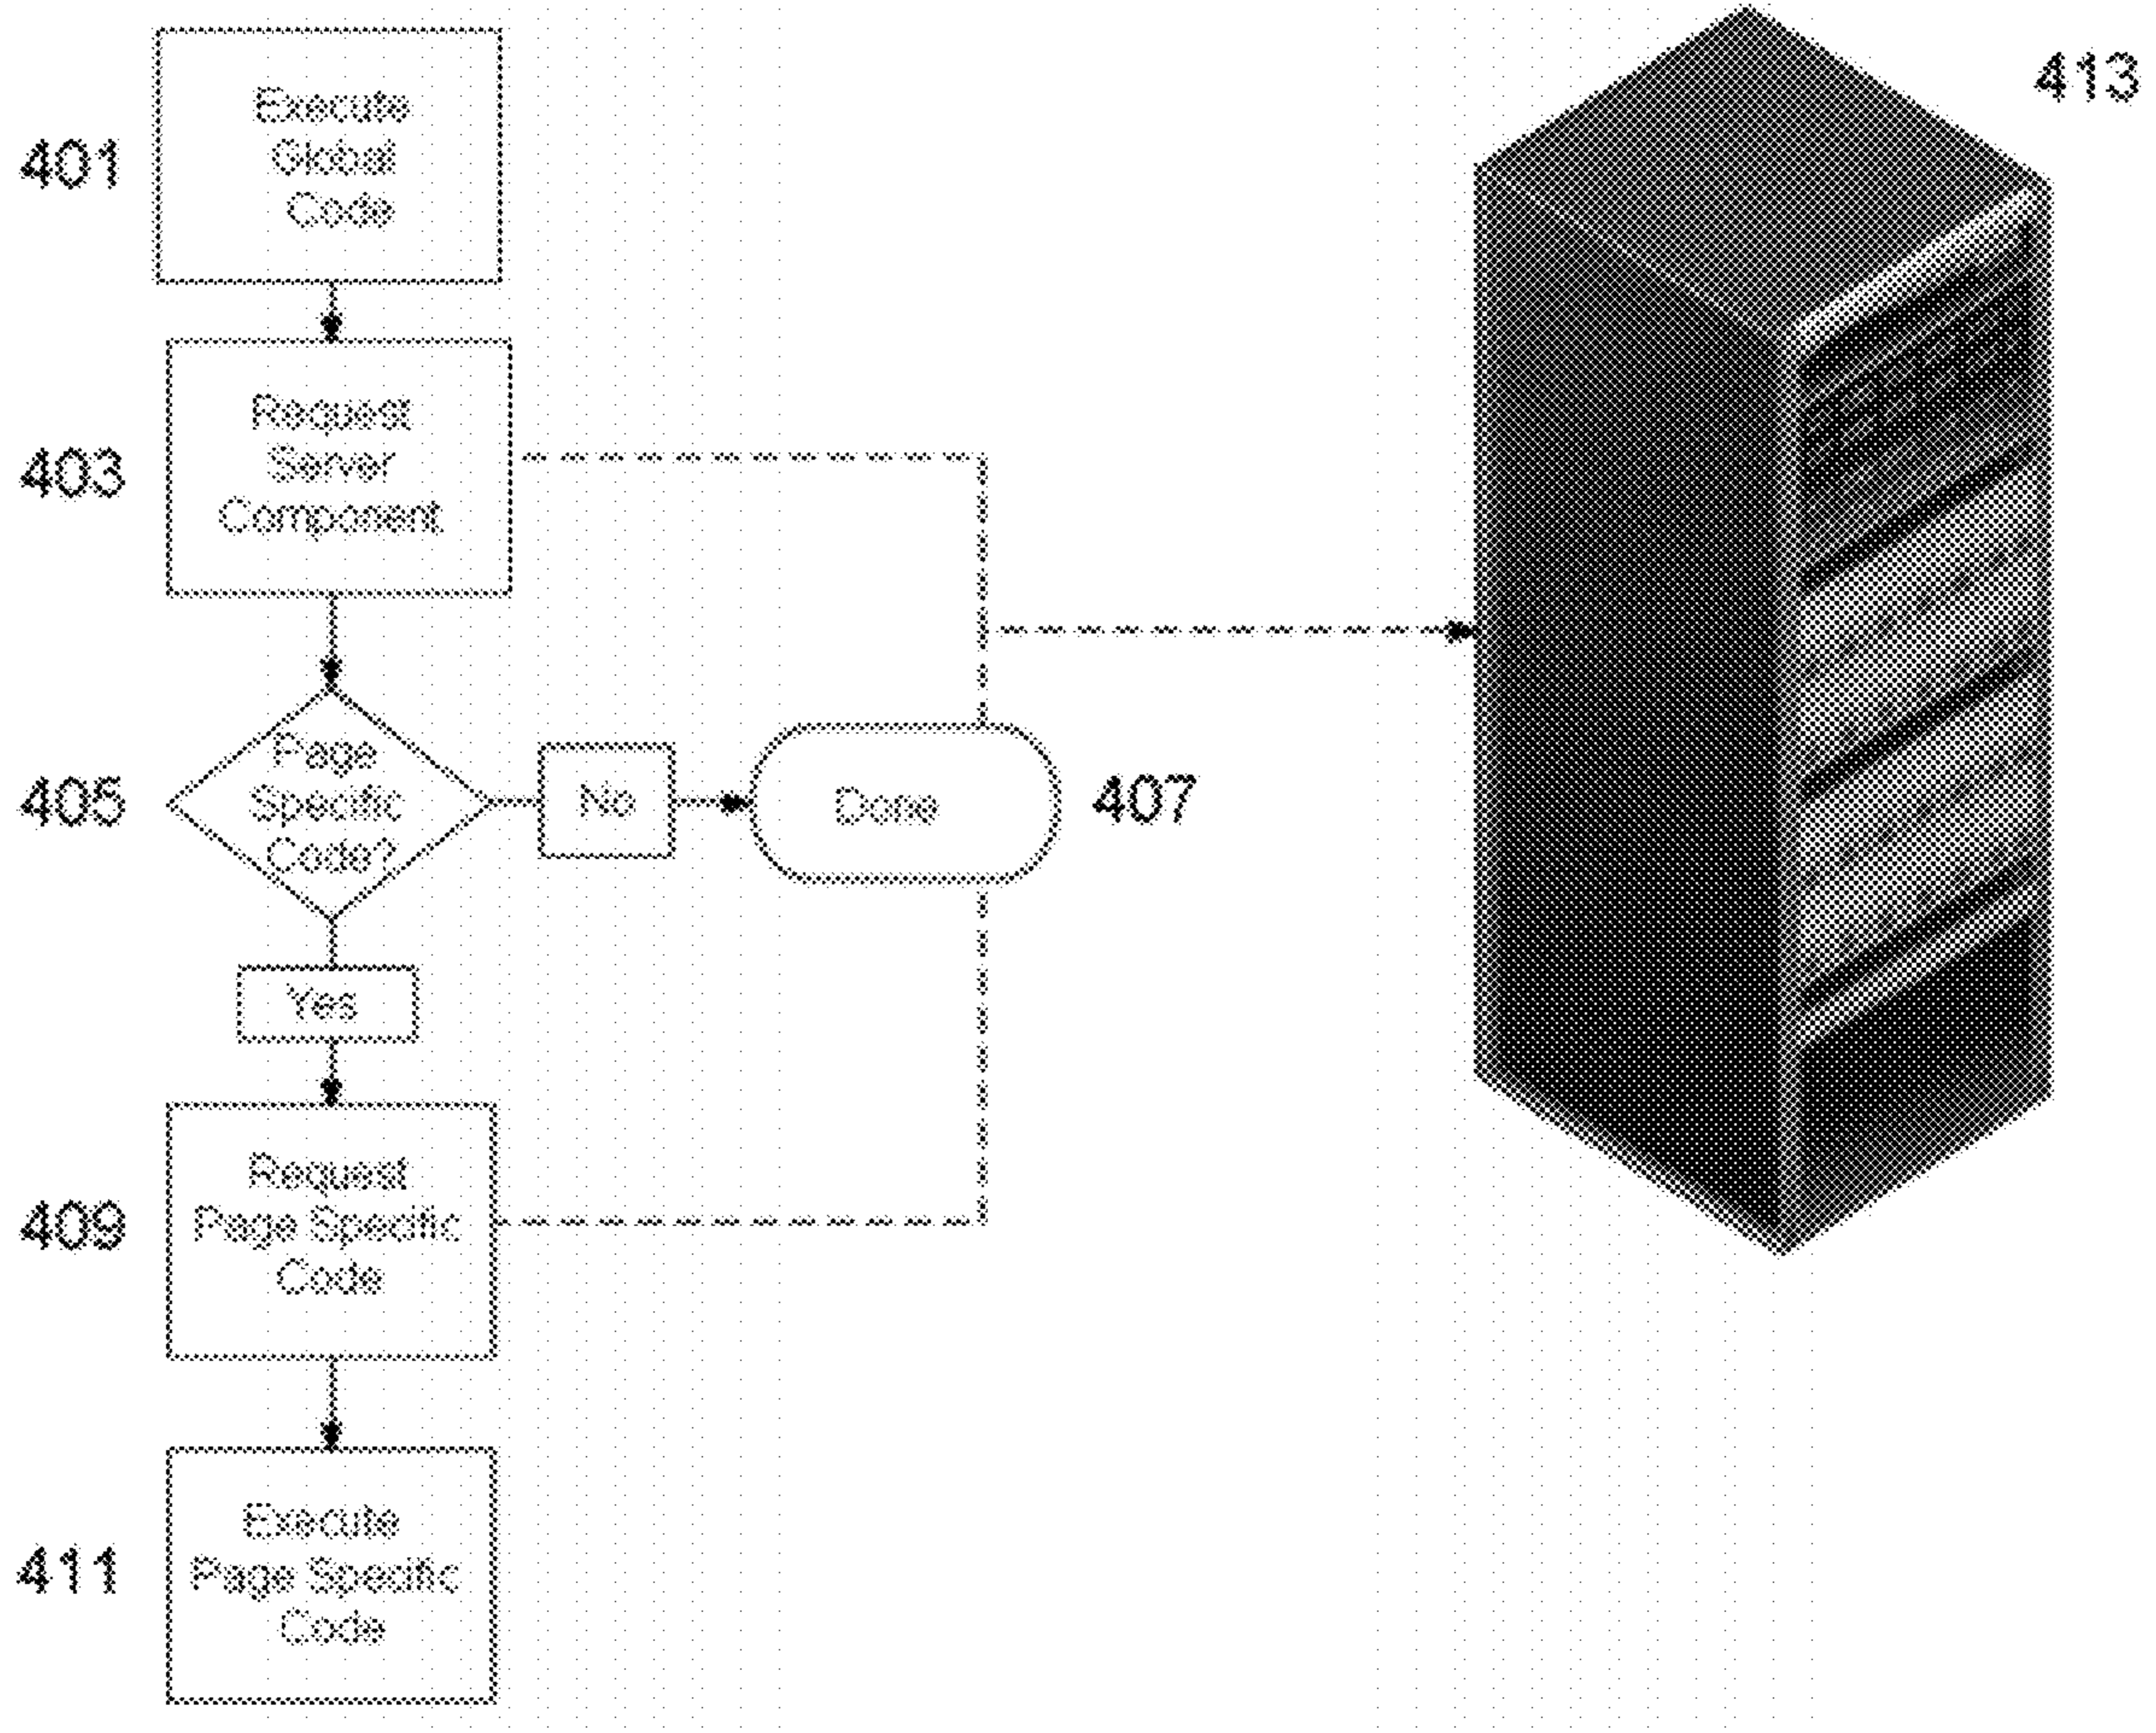 413
401
Execute
Global
Code
403
Request
Server
Component
405
Page
Specific
Code?
No
Done
407
Yes
409
Request
Page Specific
Code
411
Execute
Page Specific
Code